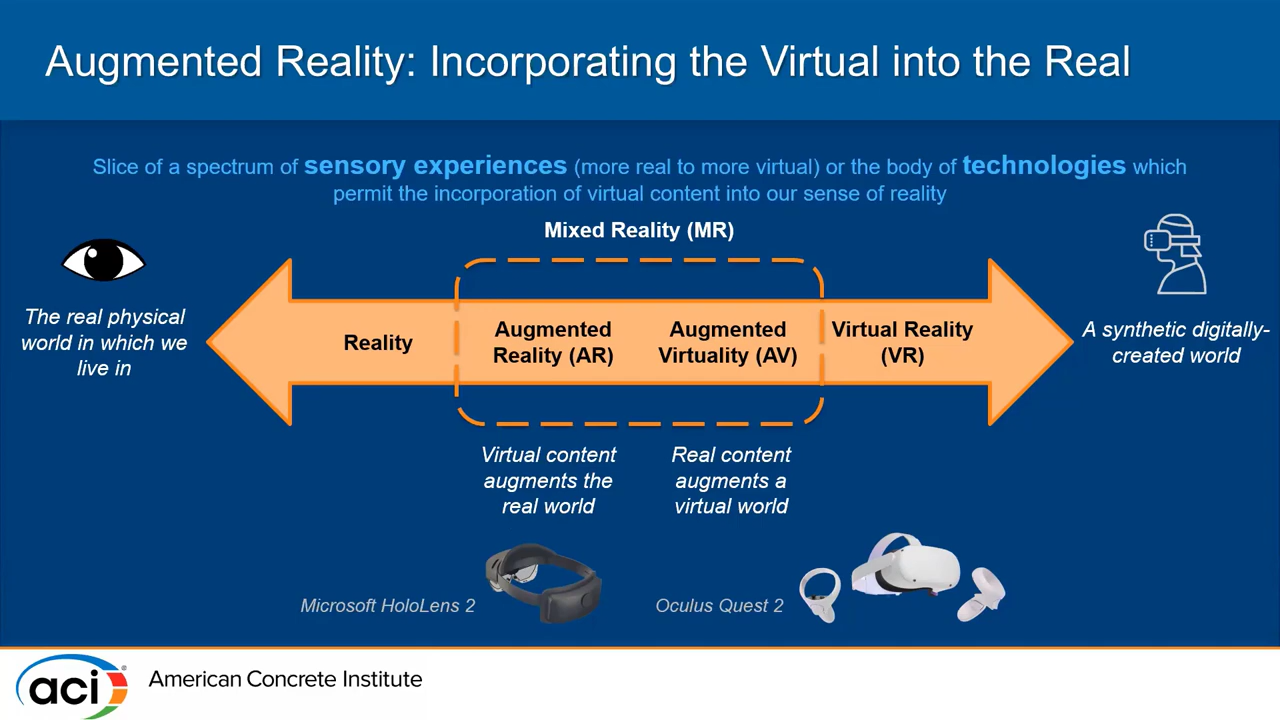 Augmented Reality: Incorporating the Virtual into the Real
Slice of a spectrum of sensory experiences (more real to more virtual) or the body of technologies which
permit the incorporation of virtual content into our sense of reality
Mixed Reality (MR)
The real physical
world in which we
live in
Reality
Augmented
Reality (AR)
Augmented
Virtuality (AV)
Virtual Reality
(VR)
A synthetic digitally-
created world
Virtual content
augments the
real world
Real content
augments a
virtual world
Microsoft HoloLens 2
Oculus Quest 2
aci®
American Concrete Institute